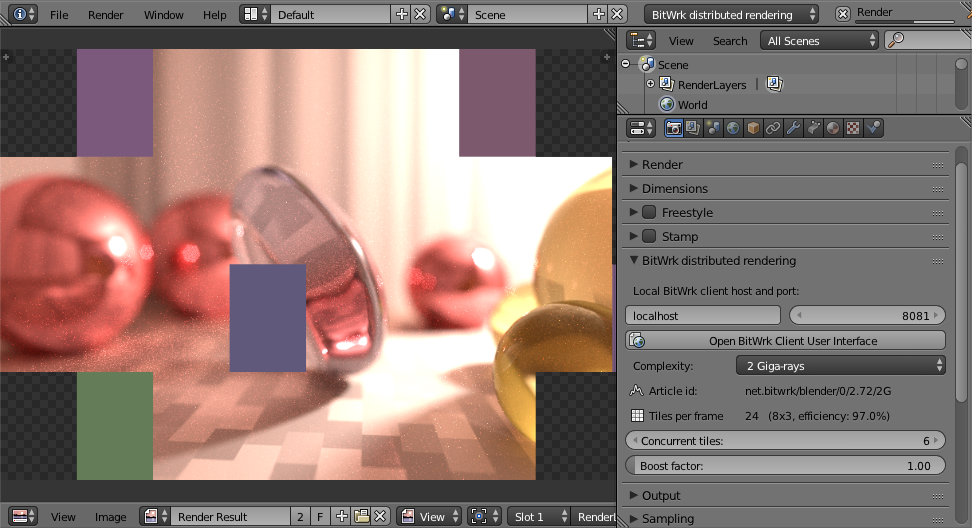 File Render Window Help Default Scene BitWrk distributed rendering Render
View Search All Scenes
Scene
RenderLayers |
World
Render
Dimensions
Freestyle
Stamp
BitWrk distributed rendering
Local BitWrk client host and port:
localhost 8081
Open BitWrk Client User Interface
Complexity: 2 Giga-rays
Article id: net.bitwrk/blender/0/2.72/2G
Tiles per frame 24 (8x3, efficiency: 97.0%)
Concurrent tiles: 6
Boost factor: 1.00
Output
Sampling
View Image Render Result 2 F View Slot 1 RenderL